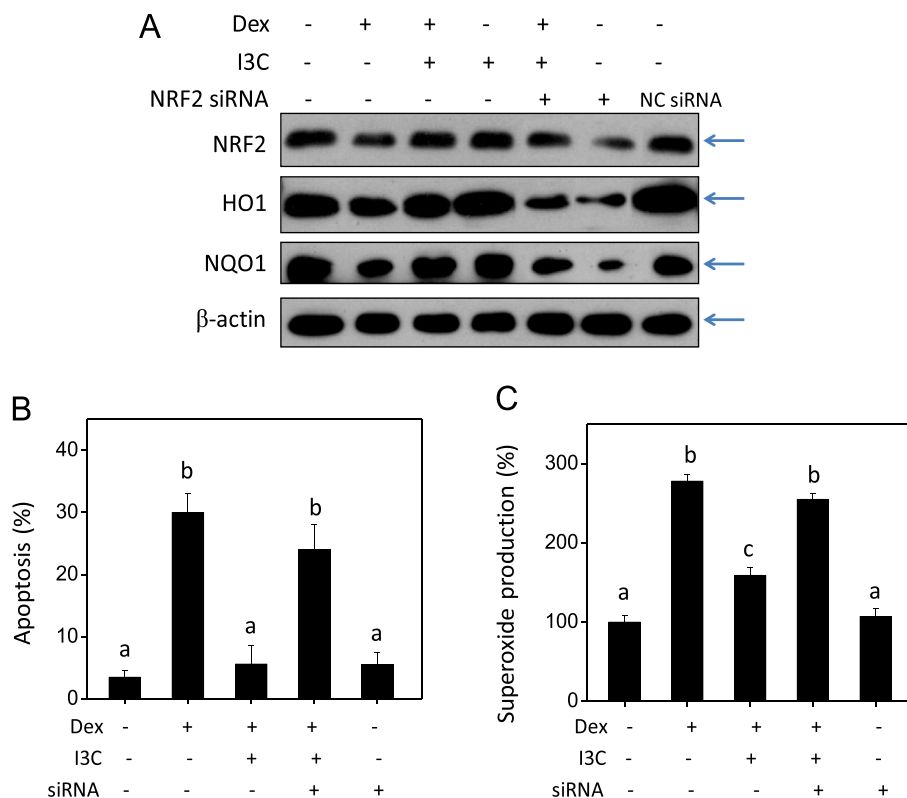 A
Dex - + + - + - -
I3C - - + + + - -
NRF2 siRNA - - - - + + NC siRNA
NRF2
HO1
NQO1
β-actin
B
Apoptosis (%)
40
30
20
10
0
a b a b a
Dex - + + + -
I3C - - + + -
siRNA - - - + +
C
Superoxide production (%)
300
200
100
0
a b c b a
Dex - + + + -
I3C - - + + -
siRNA - - - + +